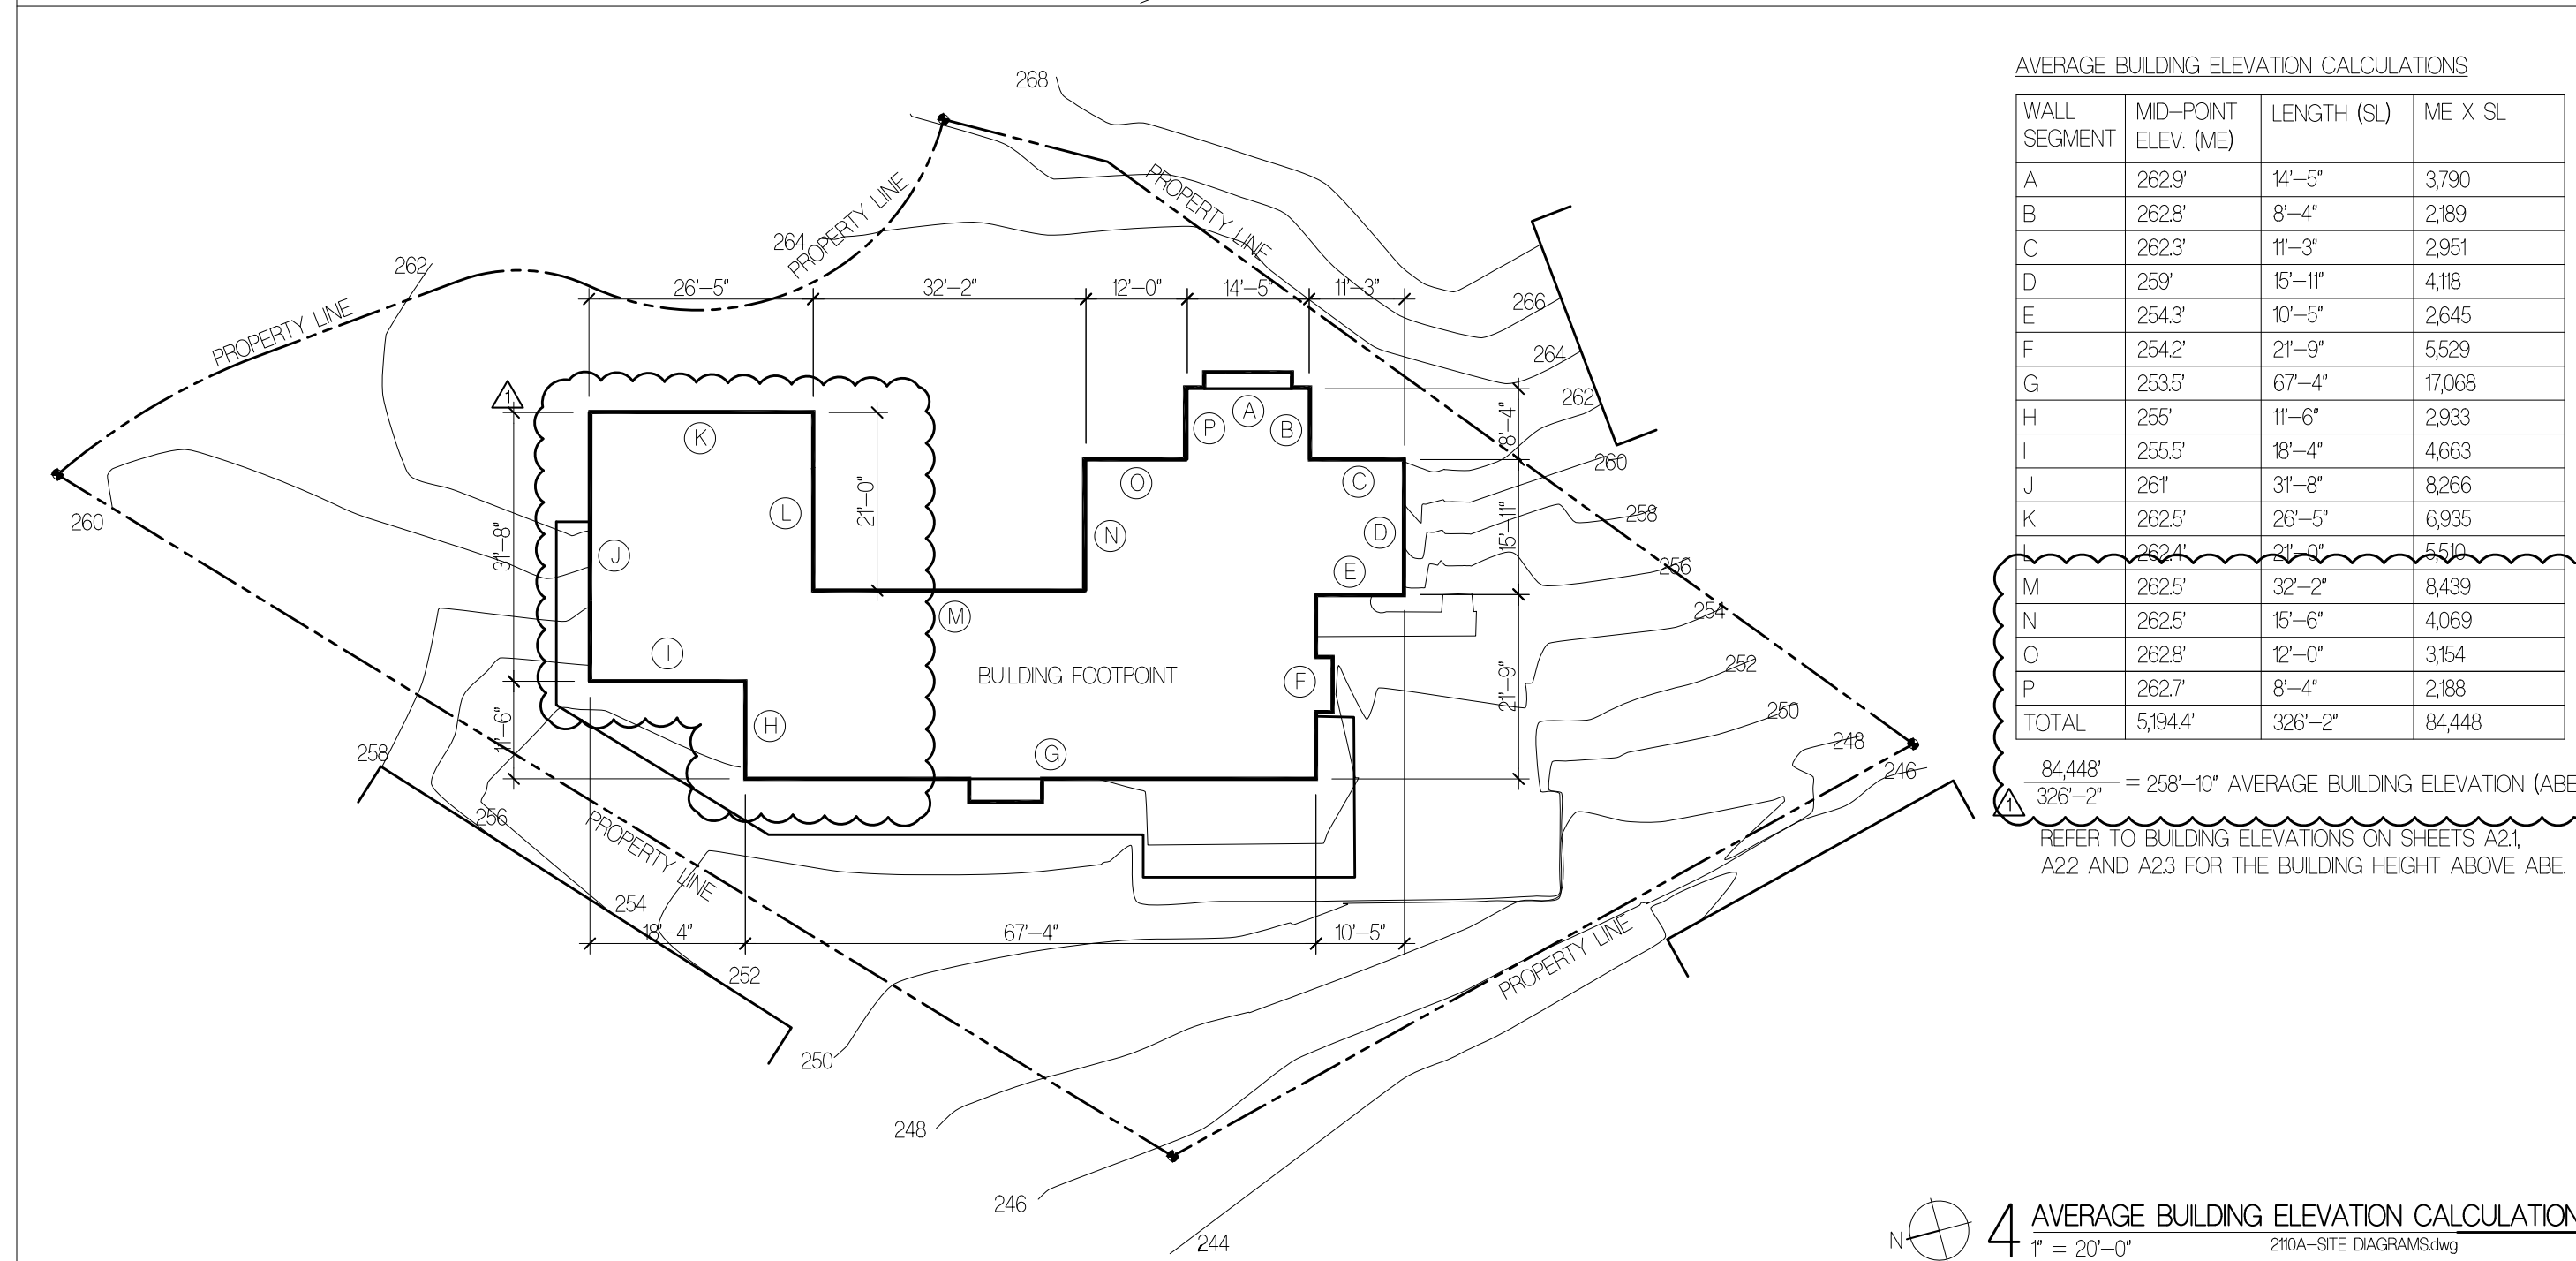 AVERAGE BUILDING ELEVATION CALCULATIONS
WALL SEGMENT MID-POINT ELEV. (ME) LENGTH (SL) ME X SL
A 262.9' 14'-5" 3,790
B 262.8' 8'-4" 2,189
C 262.3' 11'-3" 2,951
D 259' 15'-11" 4,118
E 254.3' 10'-5" 2,645
F 254.2' 21'-9" 5,529
G 253.5' 67'-4" 17,068
H 255' 11'-6" 2,933
I 255.5' 18'-4" 4,663
J 261' 31'-8" 8,266
K 262.5' 26'-5" 6,935
L 262.4' 21'-0" 5,510
M 262.5' 32'-2" 8,439
N 262.5' 15'-6" 4,069
O 262.8' 12'-0" 3,154
P 262.7' 8'-4" 2,188
TOTAL 5,194.4' 326'-2" 84,448
84,448'
326'-2"
= 258'-10" AVERAGE BUILDING ELEVATION (ABE
1
REFER TO BUILDING ELEVATIONS ON SHEETS A2.1,
A2.2 AND A2.3 FOR THE BUILDING HEIGHT ABOVE ABE.
268
264
262
PROPERTY LINE
PROPERTY LINE
PROPERTY LINE
26'-5"
32'-2"
12'-0"
14'-5"
11'-3"
266
264
262
260
258
256
254
252
250
248
246
1
K
L
21'-0"
31'-8"
J
I
11'-6"
H
M
N
O
P
A
B
C
D
E
F
G
8'-4"
15'-11"
21'-9"
BUILDING FOOTPOINT
260
258
256
254
252
250
248
246
244
PROPERTY LINE
18'-4"
67'-4"
10'-5"
PROPERTY LINE
N
4
AVERAGE BUILDING ELEVATION CALCULATION
1" = 20'-0"
2110A-SITE DIAGRAMS.dwg